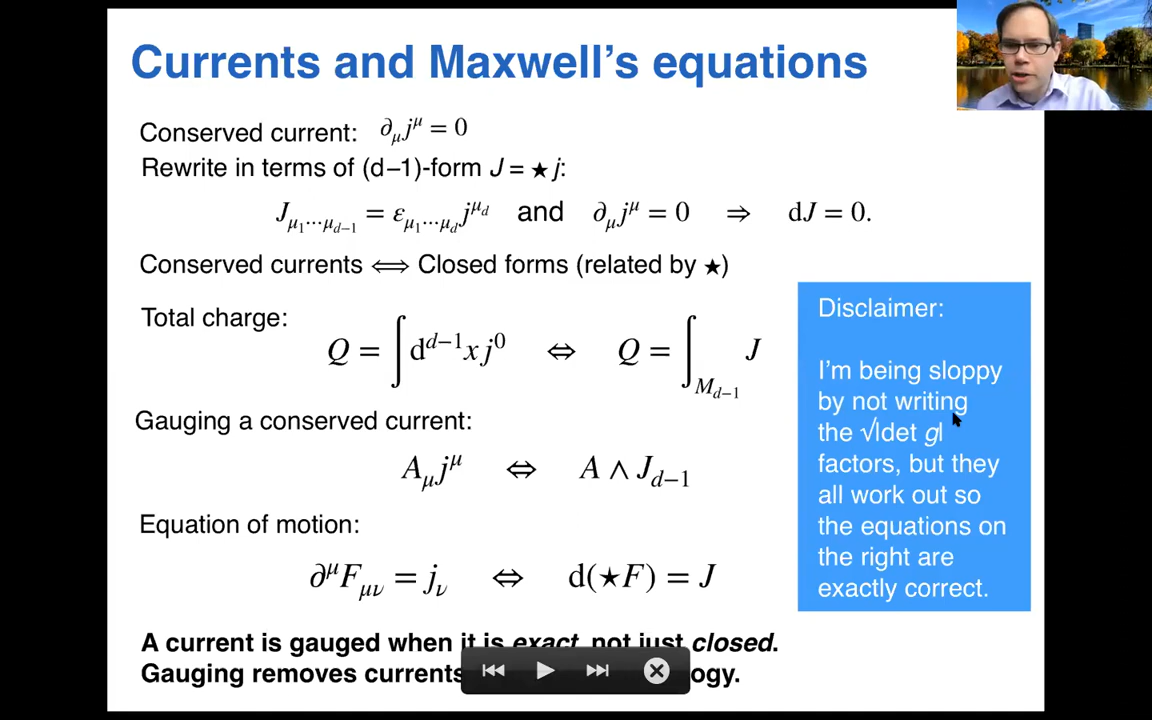 Currents and Maxwell's equations
Conserved current: ∂_μ j^μ = 0
Rewrite in terms of (d−1)-form J = ★ j:
J_{μ₁⋯μ_{d−1}} = ε_{μ₁⋯μ_d} j^{μ_d} and ∂_μ j^μ = 0 ⇒ dJ = 0.
Conserved currents ⟺ Closed forms (related by ★)
Total charge:
Q = ∫ d^{d−1}x j^0 ⇔ Q = ∫_{M_{d−1}} J
Gauging a conserved current:
A_μ j^μ ⇔ A ∧ J_{d−1}
Equation of motion:
∂^μ F_{μν} = j_ν ⇔ d(★F) = J
A current is gauged when it is exact, not just closed.
Gauging removes currents ogy.
Disclaimer:
I'm being sloppy
by not writing
the √|det g|
factors, but they
all work out so
the equations on
the right are
exactly correct.